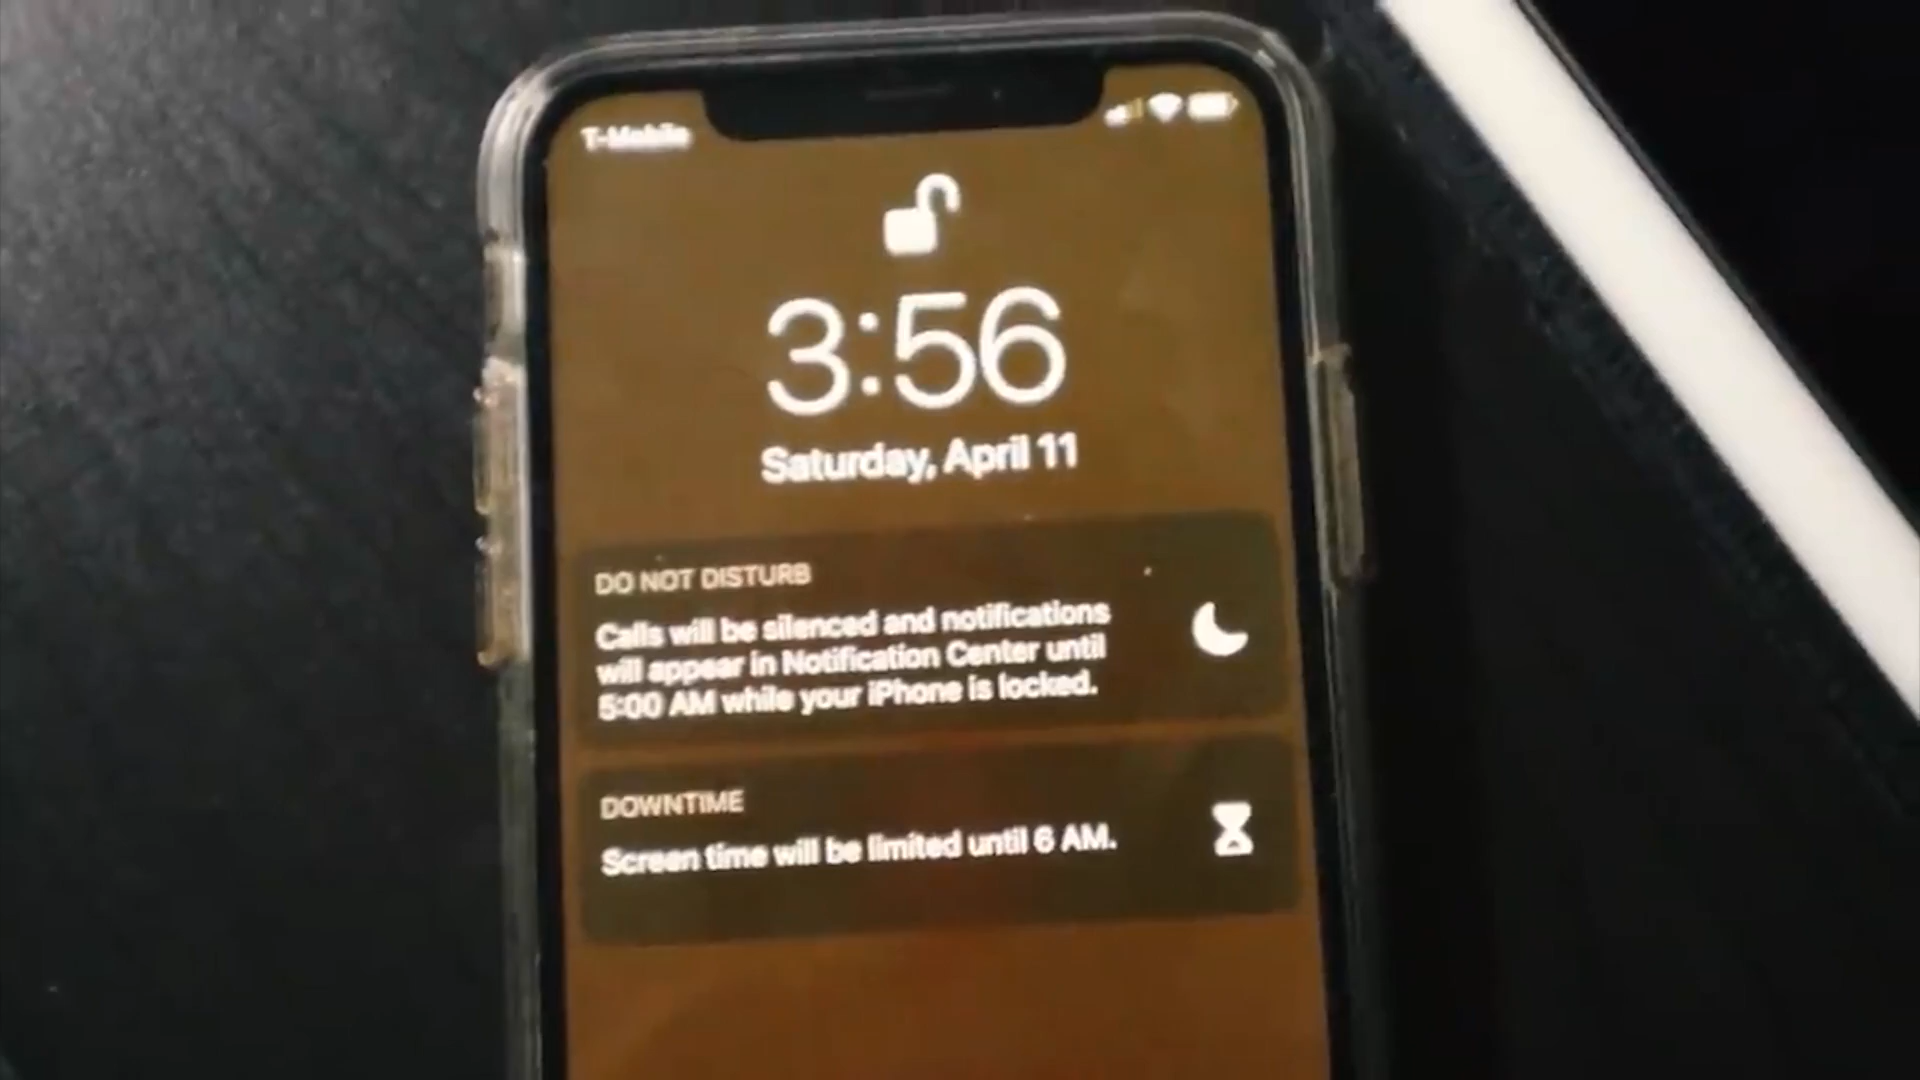 T-Mobile
3:56
Saturday, April 11
DO NOT DISTURB
Calls will be silenced and notifications
will appear in Notification Center until
5:00 AM while your iPhone is locked.
DOWNTIME
Screen time will be limited until 6 AM.